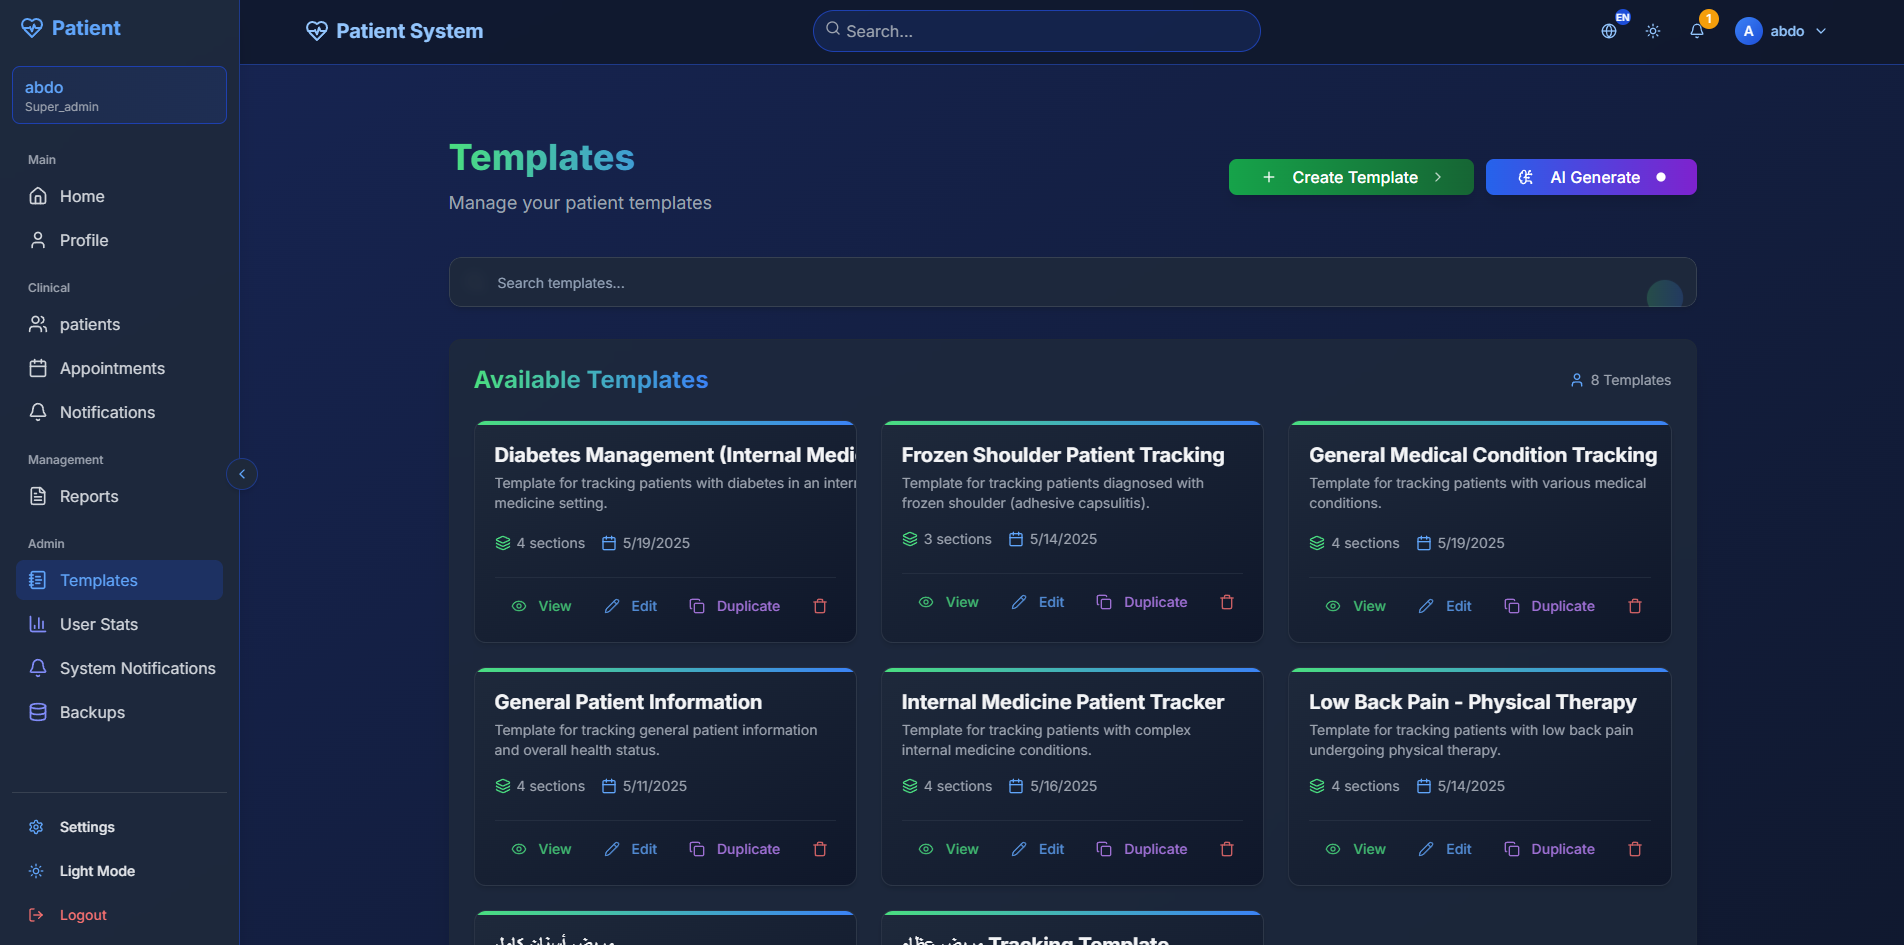 Patient
abdo
Super_admin
Main
Home
Profile
Clinical
patients
Appointments
Notifications
Management
Reports
Admin
Templates
User Stats
System Notifications
Backups
Settings
Light Mode
Logout
Patient System
Search...
EN
1
A
abdo
Templates
Manage your patient templates
Create Template
AI Generate
Search templates...
Available Templates
8 Templates
Diabetes Management (Internal Medi
Template for tracking patients with diabetes in an inter
medicine setting.
4 sections 5/19/2025
View Edit Duplicate
Frozen Shoulder Patient Tracking
Template for tracking patients diagnosed with
frozen shoulder (adhesive capsulitis).
3 sections 5/14/2025
View Edit Duplicate
General Medical Condition Tracking
Template for tracking patients with various medical
conditions.
4 sections 5/19/2025
View Edit Duplicate
General Patient Information
Template for tracking general patient information
and overall health status.
4 sections 5/11/2025
View Edit Duplicate
Internal Medicine Patient Tracker
Template for tracking patients with complex
internal medicine conditions.
4 sections 5/16/2025
View Edit Duplicate
Low Back Pain - Physical Therapy
Template for tracking patients with low back pain
undergoing physical therapy.
4 sections 5/14/2025
View Edit Duplicate
مريض أسنان كامل
مريض عظام Tracking Template